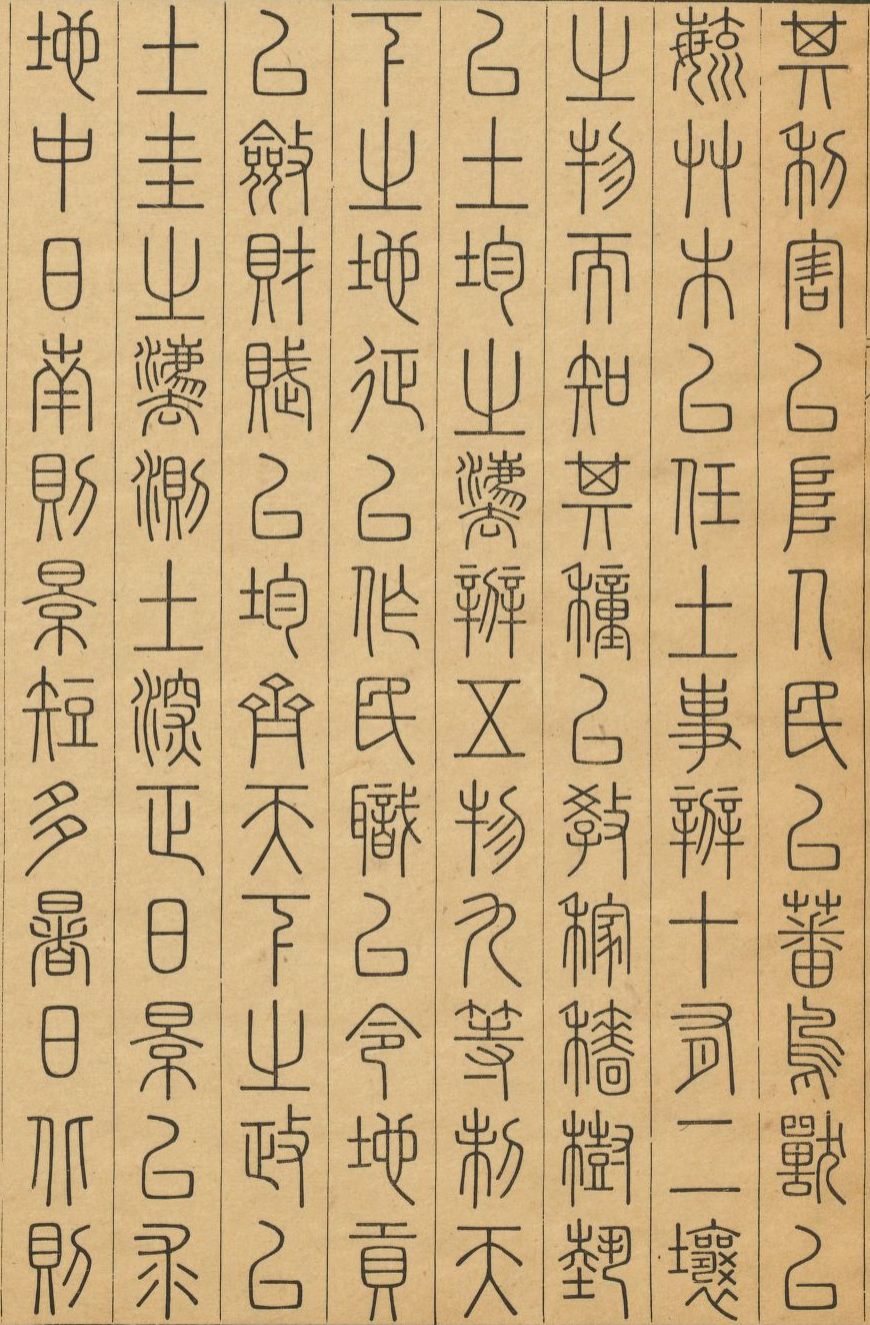 其利害以阜人民以蕃鳥獸以
毓艸木以任土事辨十有二壤
之物而知其穜以教稼穡樹埶
以土均之灋辨五物九等制天
下之地征以作民職以令地貢
以斂財賦以均齊天下之政以
土圭之灋測土深正日景以求
地中日南則景短多暑日北則